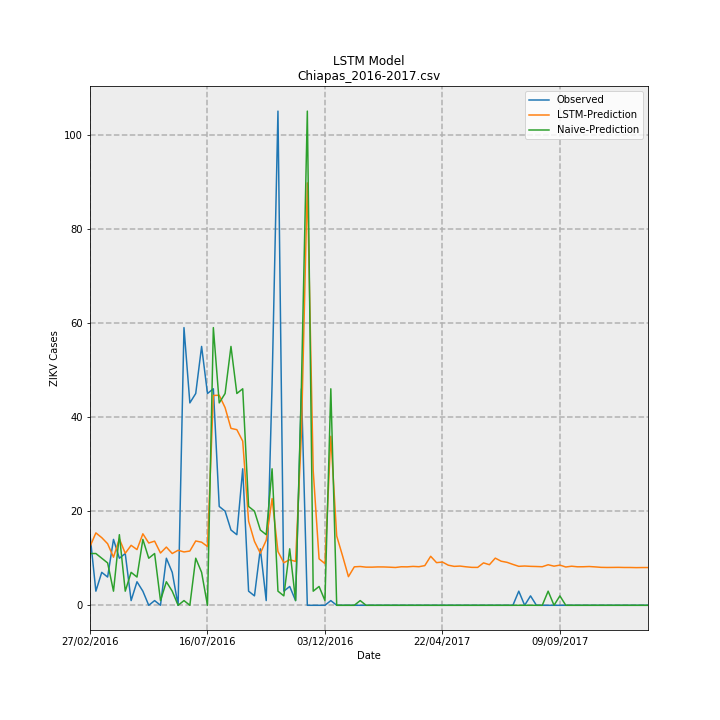 LSTM Model
Chiapas_2016-2017.csv
Observed
LSTM-Prediction
Naive-Prediction
100
80
60
40
20
0
ZIKV Cases
27/02/2016
16/07/2016
03/12/2016
22/04/2017
09/09/2017
Date